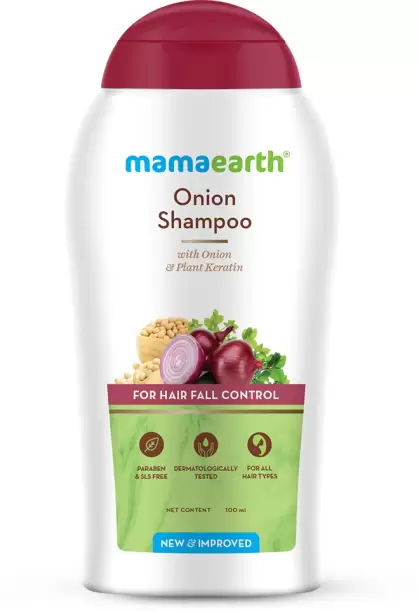 mamaearth®
Onion
Shampoo
with Onion
& Plant Keratin
FOR HAIR FALL CONTROL
PARABEN
& SLS FREE
DERMATOLOGICALLY
TESTED
FOR ALL
HAIR TYPES
NET CONTENT 100 ml
NEW & IMPROVED